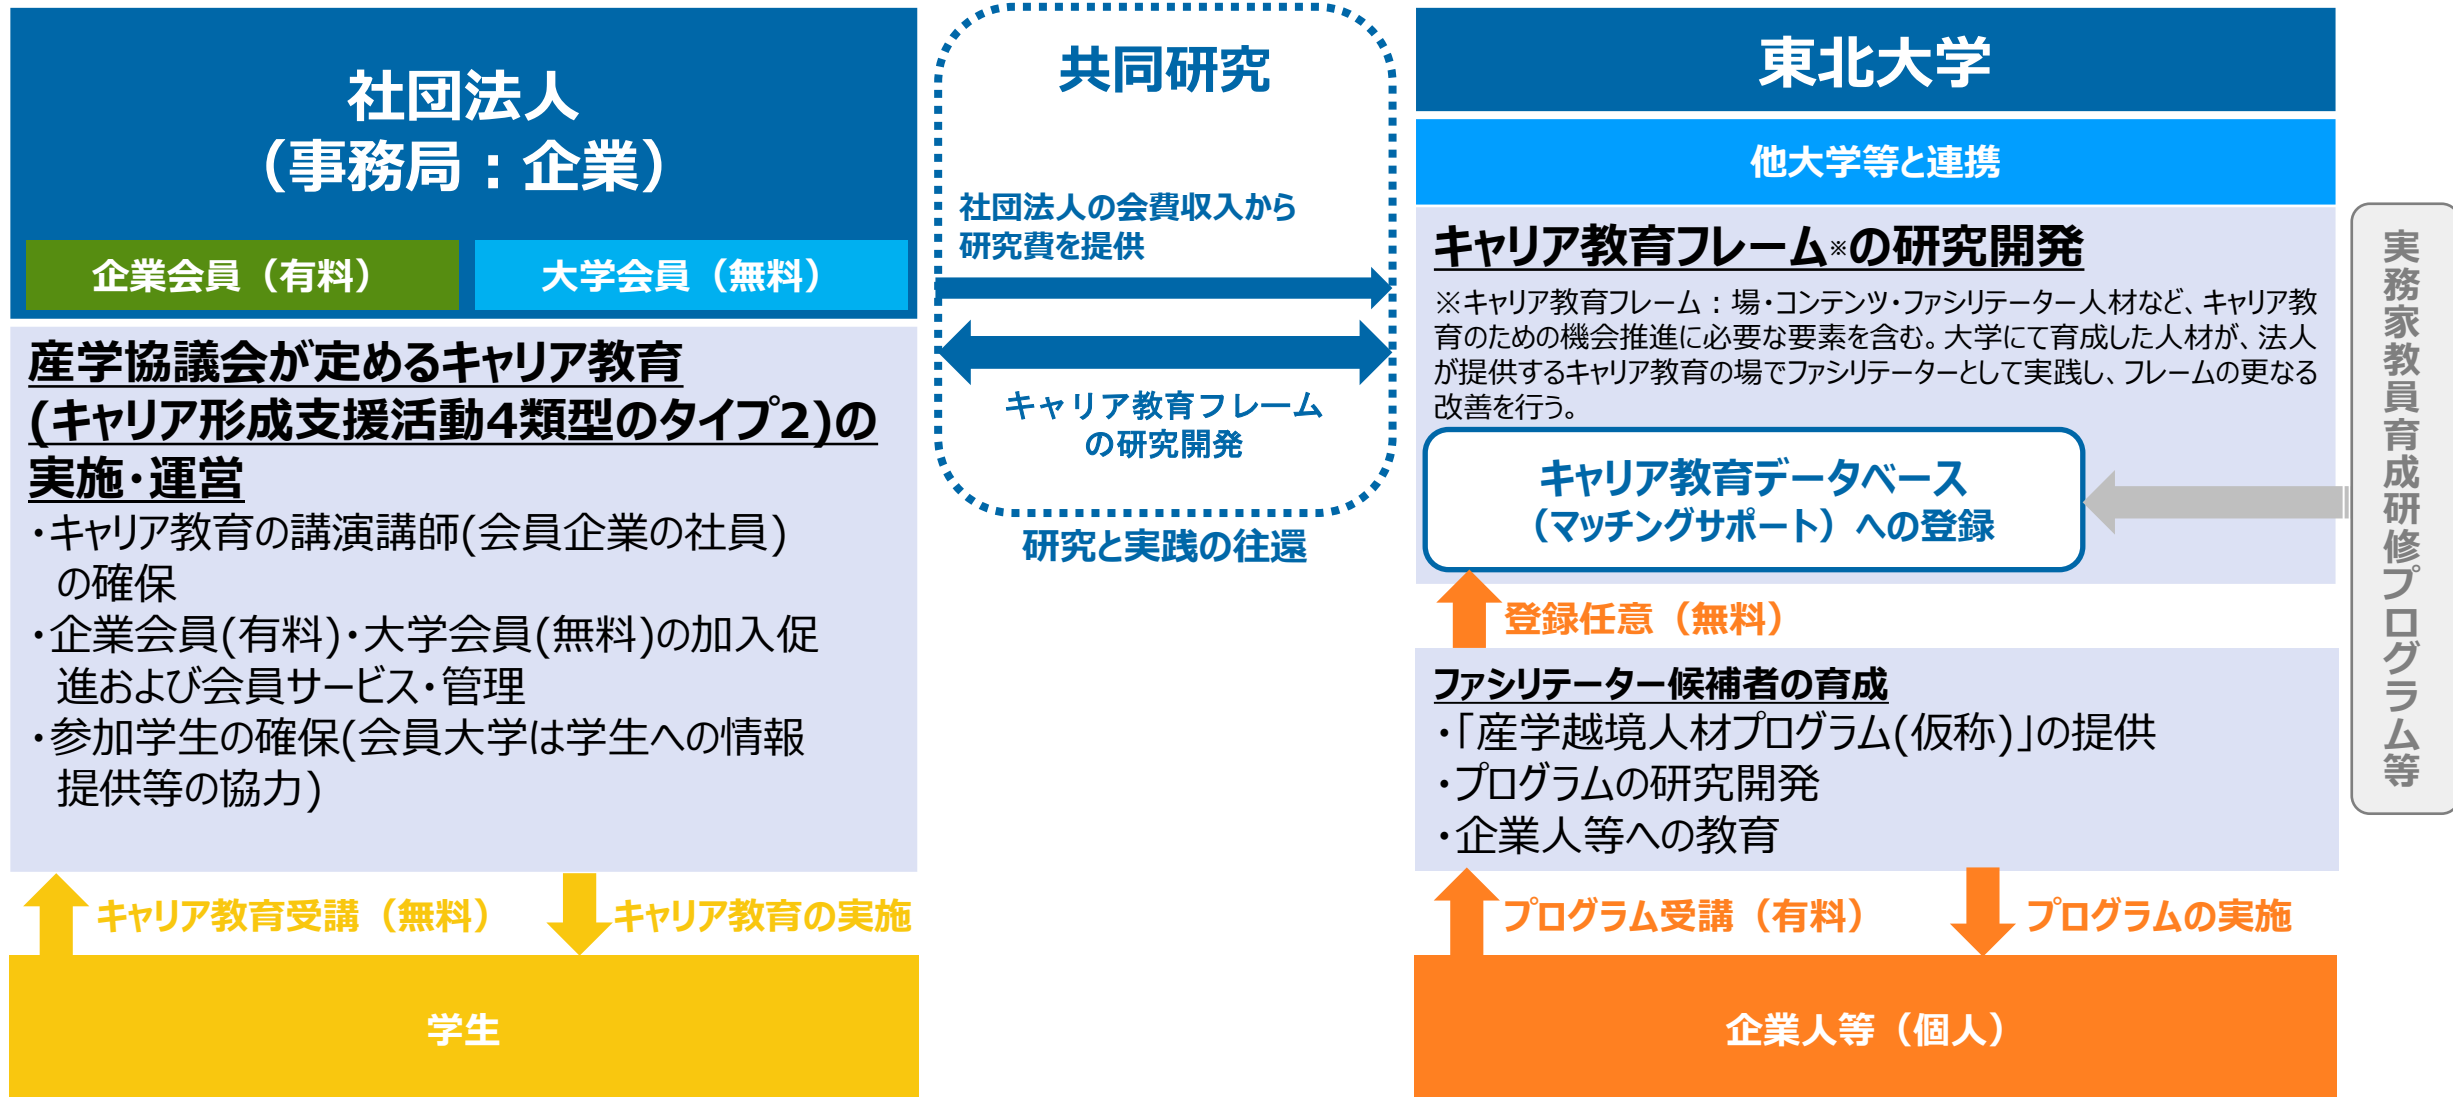 社団法人
（事務局：企業）
企業会員（有料）
大学会員（無料）
産学協議会が定めるキャリア教育
(キャリア形成支援活動4類型のタイプ2)の
実施・運営
・キャリア教育の講演講師(会員企業の社員)
の確保
・企業会員(有料)・大学会員(無料)の加入促
進および会員サービス・管理
・参加学生の確保(会員大学は学生への情報
提供等の協力)
キャリア教育受講（無料）
キャリア教育の実施
学生
共同研究
社団法人の会費収入から
研究費を提供
キャリア教育フレーム
の研究開発
研究と実践の往還
東北大学
他大学等と連携
キャリア教育フレーム※の研究開発
※キャリア教育フレーム：場・コンテンツ・ファシリテーター人材など、キャリア教
育のための機会推進に必要な要素を含む。大学にて育成した人材が、法人
が提供するキャリア教育の場でファシリテーターとして実践し、フレームの更なる
改善を行う。
キャリア教育データベース
（マッチングサポート）への登録
登録任意（無料）
ファシリテーター候補者の育成
・「産学越境人材プログラム(仮称)」の提供
・プログラムの研究開発
・企業人等への教育
プログラム受講（有料）
プログラムの実施
企業人等（個人）
実務家教員育成研修プログラム等